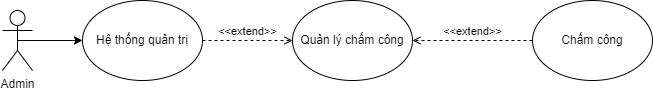 Hệ thống quản trị
<<extend>>
Quản lý chấm công
<<extend>>
Chấm công
Admin